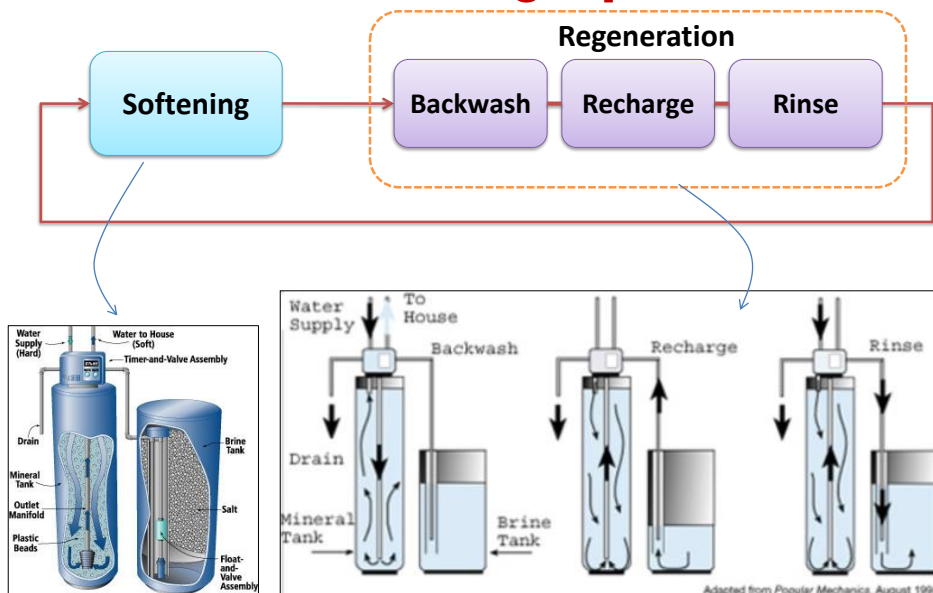 Regeneration
Softening
Backwash
Recharge
Rinse
Water
Supply
(Hard)
Water to House
(Soft)
Timer-and-Valve Assembly
Drain
Brine
Tank
Mineral
Tank
Outlet
Manifold
Salt
Plastic
Beads
Float-
and-
Valve
Assembly
Water
Supply
To
House
Backwash
Recharge
Rinse
Drain
Mineral
Tank
Brine
Tank
Adapted from Popular Mechanics, August 199